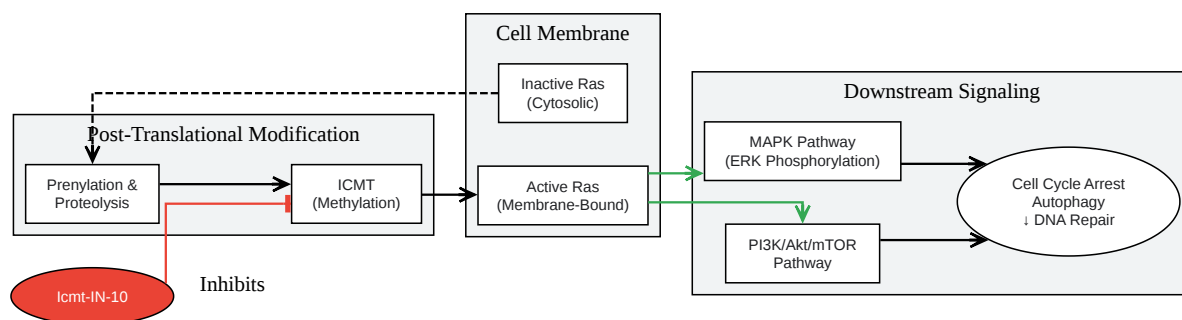 Cell Membrane
Inactive Ras
(Cytosolic)
Downstream Signaling
Post-Translational Modification
MAPK Pathway
(ERK Phosphorylation)
Prenylation &
Proteolysis
ICMT
(Methylation)
Active Ras
(Membrane-Bound)
Cell Cycle Arrest
Autophagy
↓ DNA Repair
PI3K/Akt/mTOR
Pathway
Icmt-IN-10
Inhibits